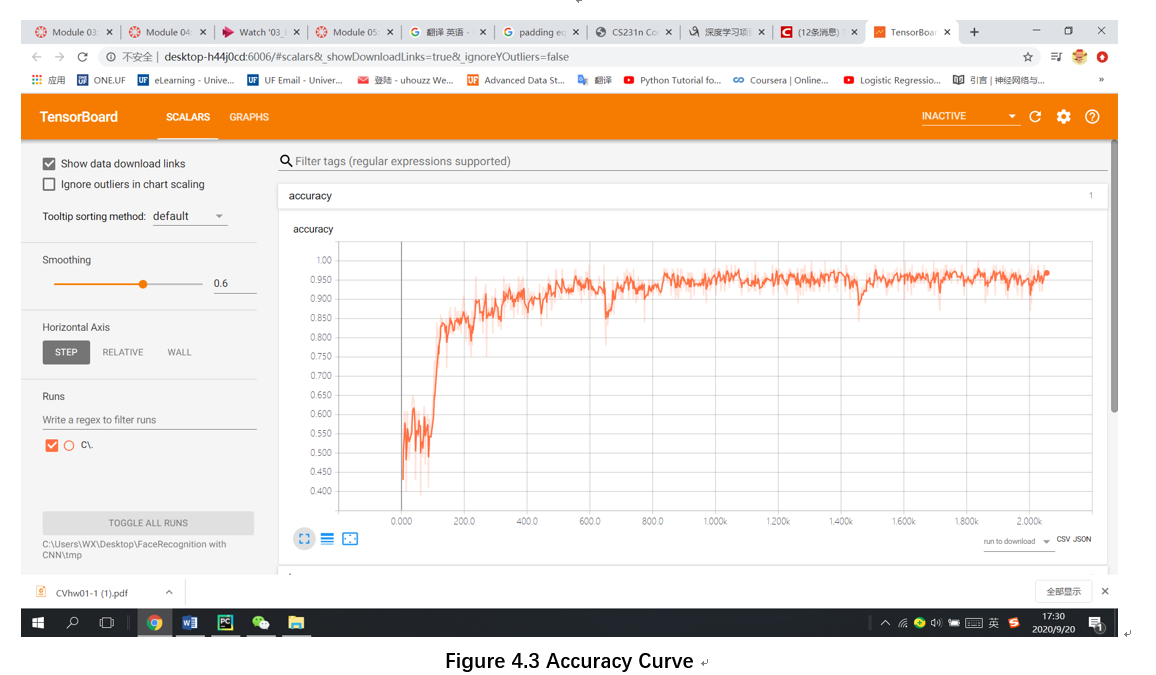 Module 03:
Module 04:
Watch '03_I
Module 05:
翻译 英语 -
padding eq
CS231n Co
深度学习项
(12条消息)
TensorBoar
不安全 | desktop-h44j0cd:6006/#scalars&_showDownloadLinks=true&_ignoreYOutliers=false
应用 ONE.UF eLearning - Unive... UF Email - Univer... 登陆 - uhouzz We... Advanced Data St... 翻译 Python Tutorial fo... Coursera | Online... Logistic Regressio... 引言 | 神经网络与... »
TensorBoard SCALARS GRAPHS INACTIVE
Show data download links
Ignore outliers in chart scaling
Tooltip sorting method: default
Smoothing
0.6
Horizontal Axis
STEP RELATIVE WALL
Runs
Write a regex to filter runs
C\.
TOGGLE ALL RUNS
C:\Users\WX\Desktop\FaceRecognition with
CNN\tmp
Filter tags (regular expressions supported)
accuracy 1
accuracy
1.00
0.950
0.900
0.850
0.800
0.750
0.700
0.650
0.600
0.550
0.500
0.450
0.400
0.000 200.0 400.0 600.0 800.0 1.000k 1.200k 1.400k 1.600k 1.800k 2.000k
run to download CSV JSON
CVhw01-1 (1).pdf 全部显示
英 17:30
2020/9/20
1
Figure 4.3 Accuracy Curve